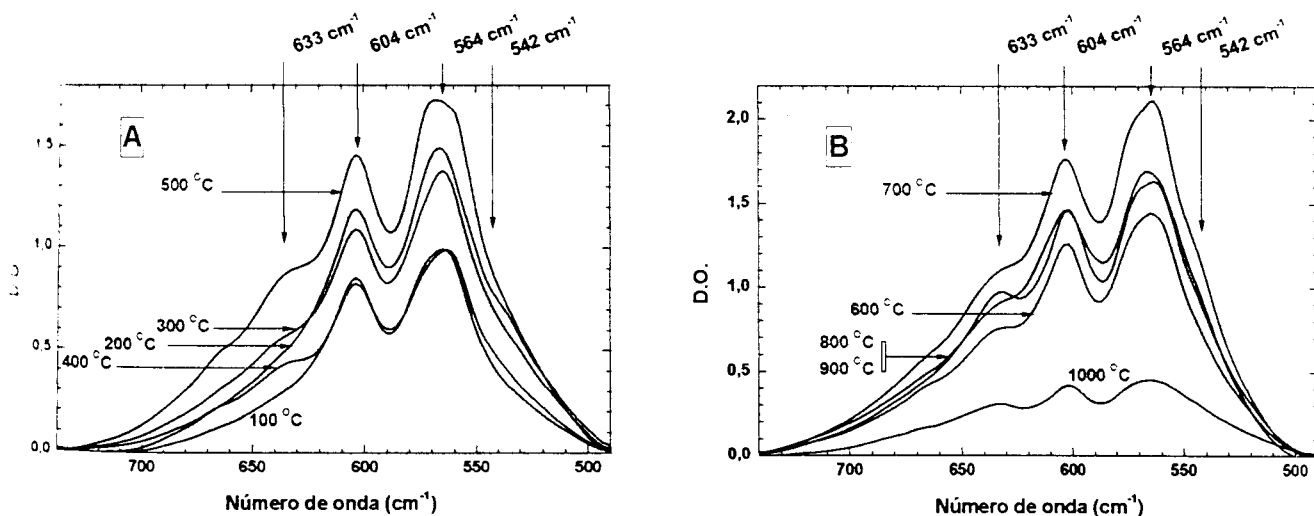 633 cm⁻¹
604 cm⁻¹
564 cm⁻¹
542 cm⁻¹
A
1,0
0,5
0,0
500 °C
300 °C
200 °C
400 °C
100 °C
700
650
600
550
500
Número de onda (cm⁻¹)
633 cm⁻¹
604 cm⁻¹
564 cm⁻¹
542 cm⁻¹
B
D.O.
2,0
1,5
1,0
0,5
0,0
700 °C
600 °C
800 °C
900 °C
1000 °C
700
650
600
550
500
Número de onda (cm⁻¹)